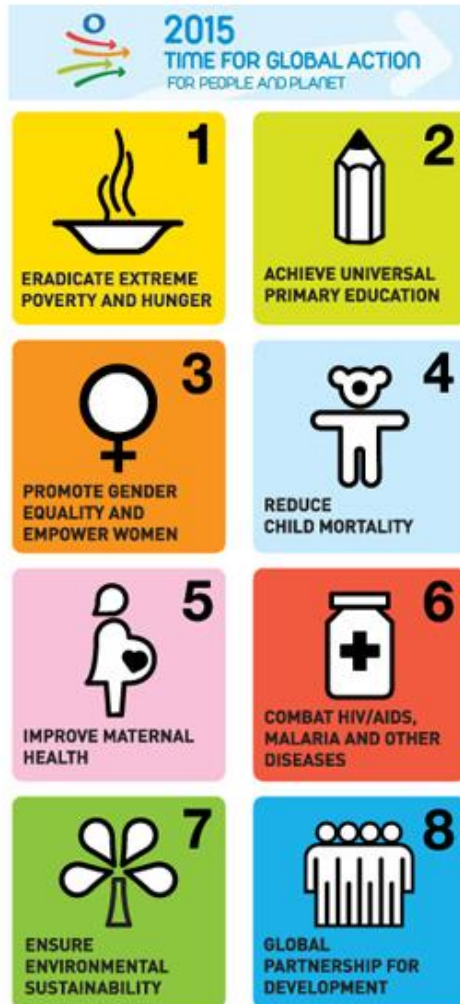 2015
TIME FOR GLOBAL ACTION
FOR PEOPLE AND PLANET
1
ERADICATE EXTREME
POVERTY AND HUNGER
2
ACHIEVE UNIVERSAL
PRIMARY EDUCATION
3
PROMOTE GENDER
EQUALITY AND
EMPOWER WOMEN
4
REDUCE
CHILD MORTALITY
5
IMPROVE MATERNAL
HEALTH
6
COMBAT HIV/AIDS,
MALARIA AND OTHER
DISEASES
7
ENSURE
ENVIRONMENTAL
SUSTAINABILITY
8
GLOBAL
PARTNERSHIP FOR
DEVELOPMENT